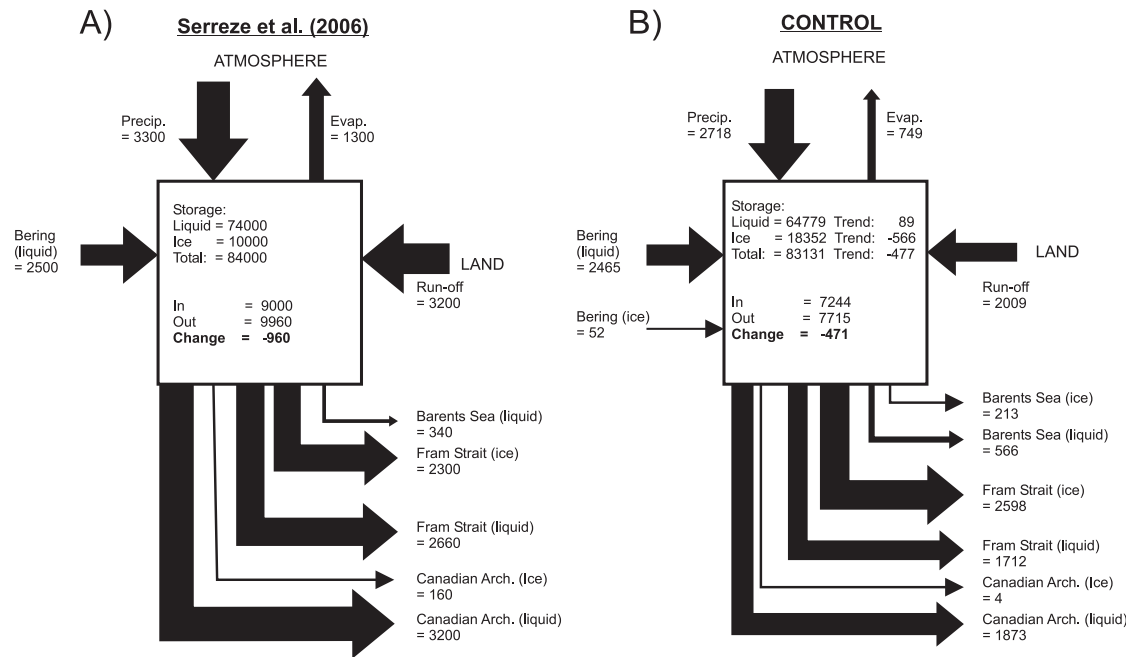 A)
Serreze et al. (2006)
ATMOSPHERE
Precip.
= 3300
Evap.
= 1300
Bering
(liquid)
= 2500
Storage:
Liquid = 74000
Ice = 10000
Total: = 84000
In = 9000
Out = 9960
Change = -960
LAND
Run-off
= 3200
Barents Sea (liquid)
= 340
Fram Strait (ice)
= 2300
Fram Strait (liquid)
= 2660
Canadian Arch. (Ice)
= 160
Canadian Arch. (liquid)
= 3200
B)
CONTROL
ATMOSPHERE
Precip.
= 2718
Evap.
= 749
Bering
(liquid)
= 2465
Bering (ice)
= 52
Storage:
Liquid = 64779 Trend: 89
Ice = 18352 Trend: -566
Total: = 83131 Trend: -477
In = 7244
Out = 7715
Change = -471
LAND
Run-off
= 2009
Barents Sea (ice)
= 213
Barents Sea (liquid)
= 566
Fram Strait (ice)
= 2598
Fram Strait (liquid)
= 1712
Canadian Arch. (Ice)
= 4
Canadian Arch. (liquid)
= 1873